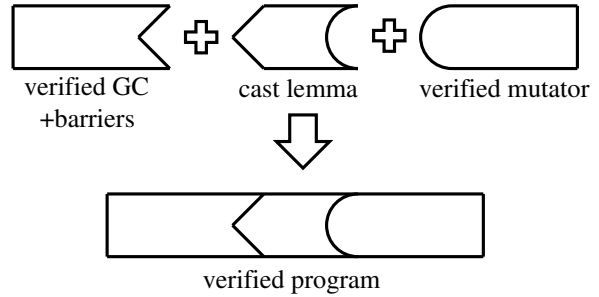 verified GC
+barriers
cast lemma
verified mutator
verified program